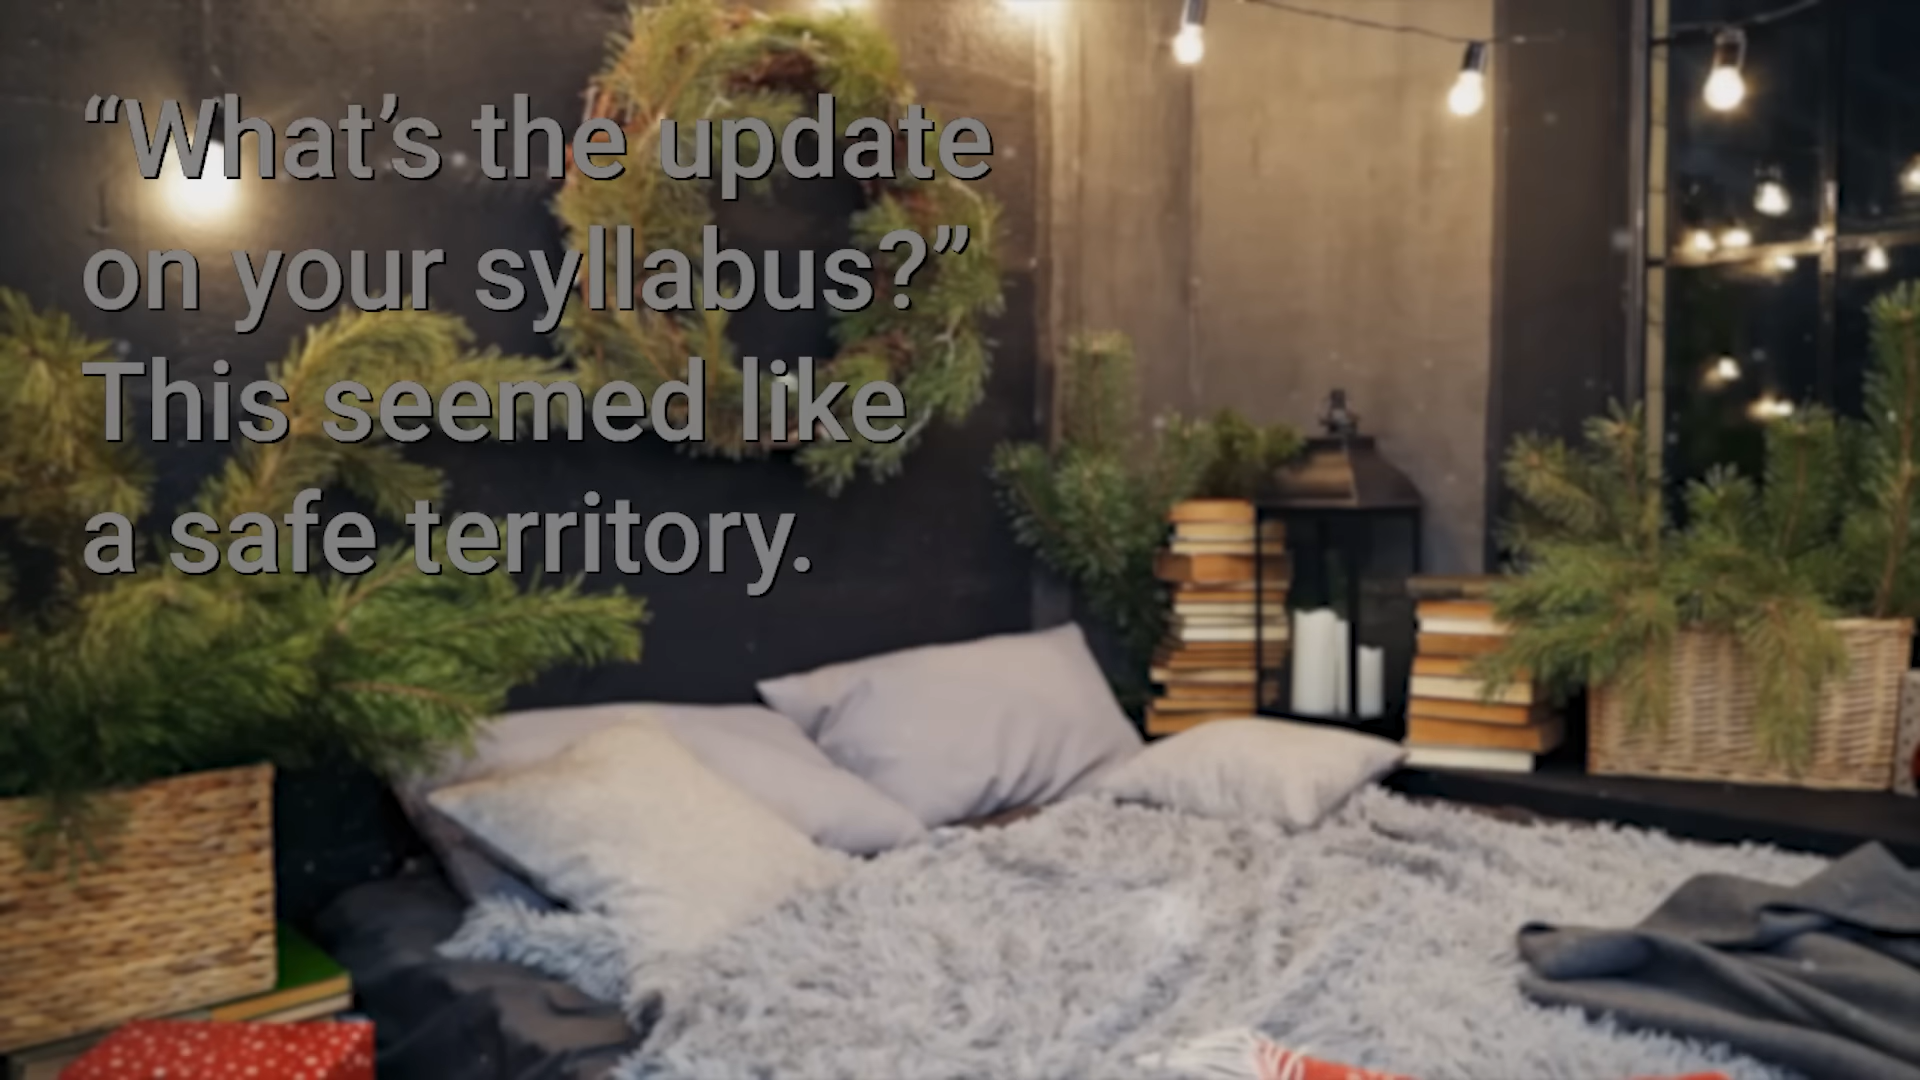 “What’s the update
on your syllabus?”
This seemed like
a safe territory.